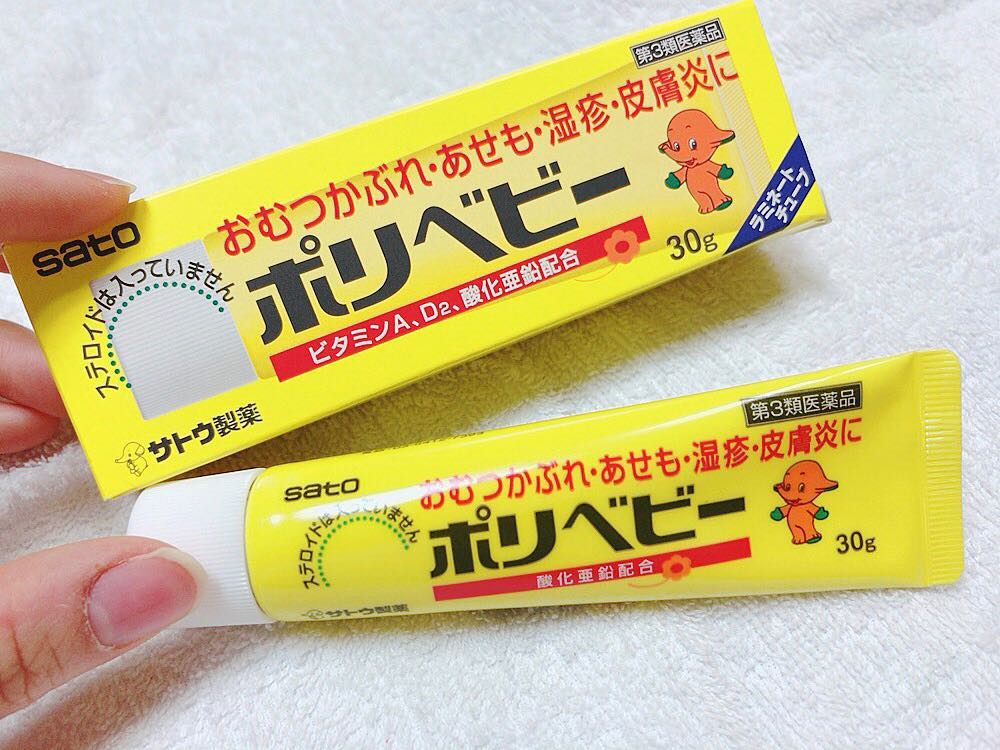 第3類医薬品
おむつかぶれ・あせも・湿疹・皮膚炎に
sato
ステロイドは入っていません
ポリベビー
ビタミンA、D2、酸化亜鉛配合
30g
ラミネート
チューブ
サトウ製薬
第3類医薬品
おむつかぶれ・あせも・湿疹・皮膚炎に
sato
ステロイドは入っていません
ポリベビー
酸化亜鉛配合
30g
サトウ製薬